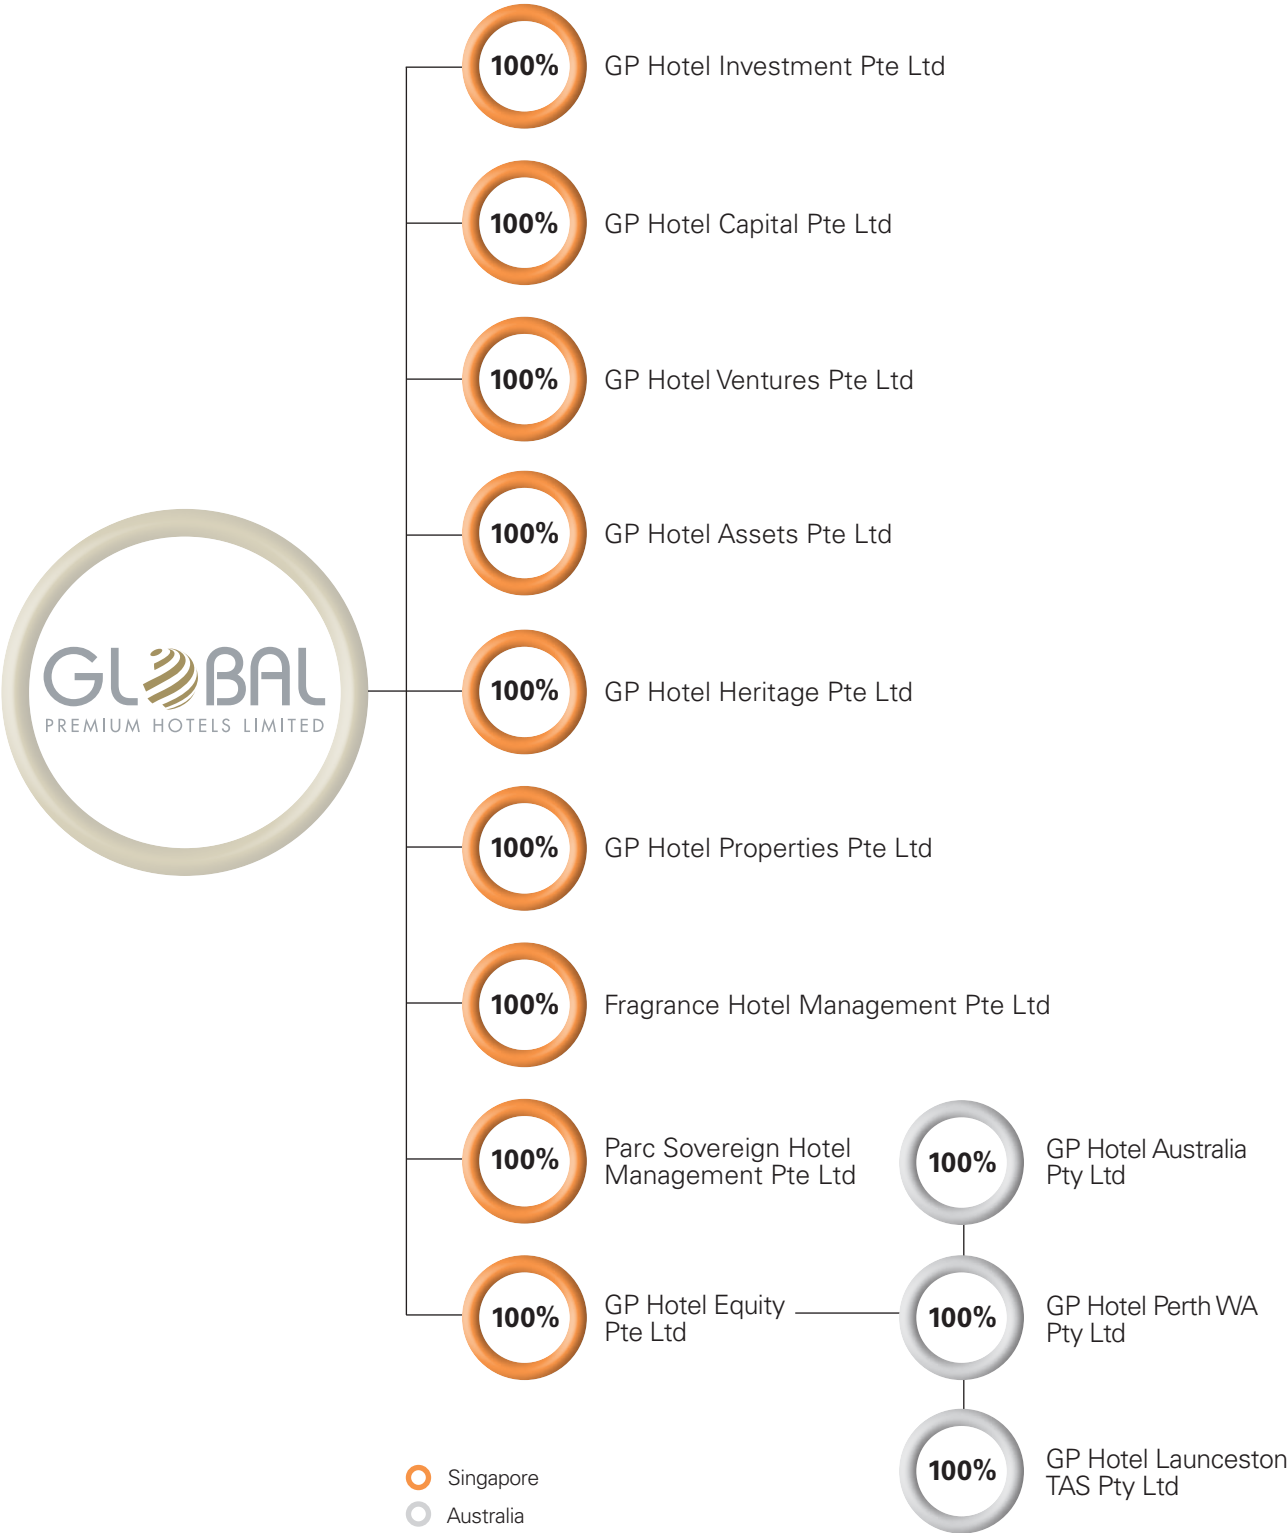 100% GP Hotel Investment Pte Ltd
100% GP Hotel Capital Pte Ltd
100% GP Hotel Ventures Pte Ltd
100% GP Hotel Assets Pte Ltd
GLOBAL
PREMIUM HOTELS LIMITED
100% GP Hotel Heritage Pte Ltd
100% GP Hotel Properties Pte Ltd
100% Fragrance Hotel Management Pte Ltd
100% Parc Sovereign Hotel
Management Pte Ltd
100% GP Hotel Australia
Pty Ltd
100% GP Hotel Equity
Pte Ltd
100% GP Hotel Perth WA
Pty Ltd
100% GP Hotel Launceston
TAS Pty Ltd
Singapore
Australia